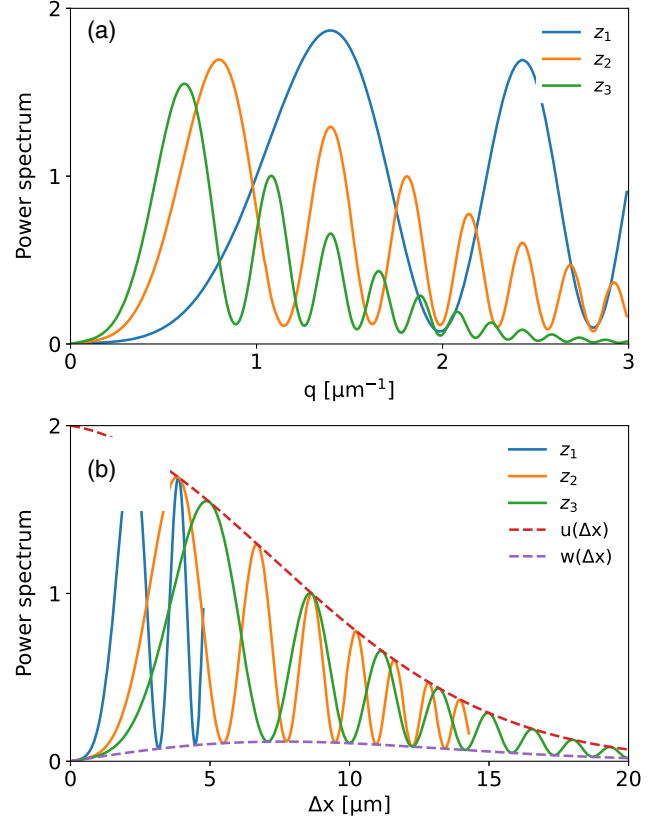 (a)
z₁
z₂
z₃
Power spectrum
2
1
0
0 1 2 3
q [μm⁻¹]
(b)
z₁
z₂
z₃
u(Δx)
w(Δx)
Power spectrum
2
1
0
0 5 10 15 20
Δx [μm]